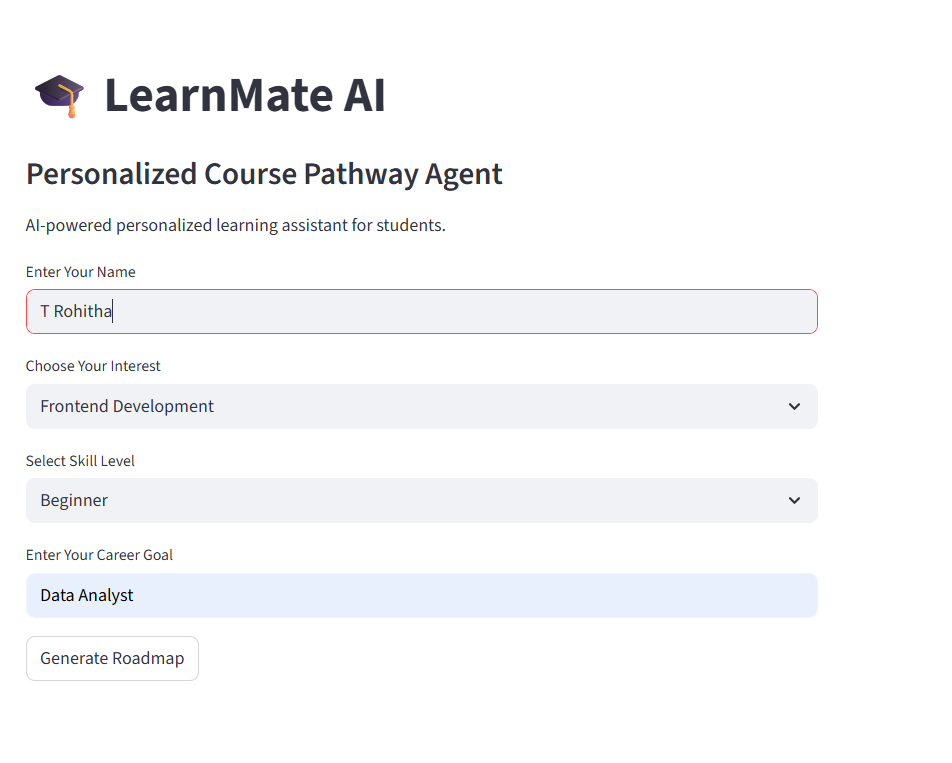 LearnMate AI
Personalized Course Pathway Agent
AI-powered personalized learning assistant for students.
Enter Your Name
T Rohitha
Choose Your Interest
Frontend Development
Select Skill Level
Beginner
Enter Your Career Goal
Data Analyst
Generate Roadmap